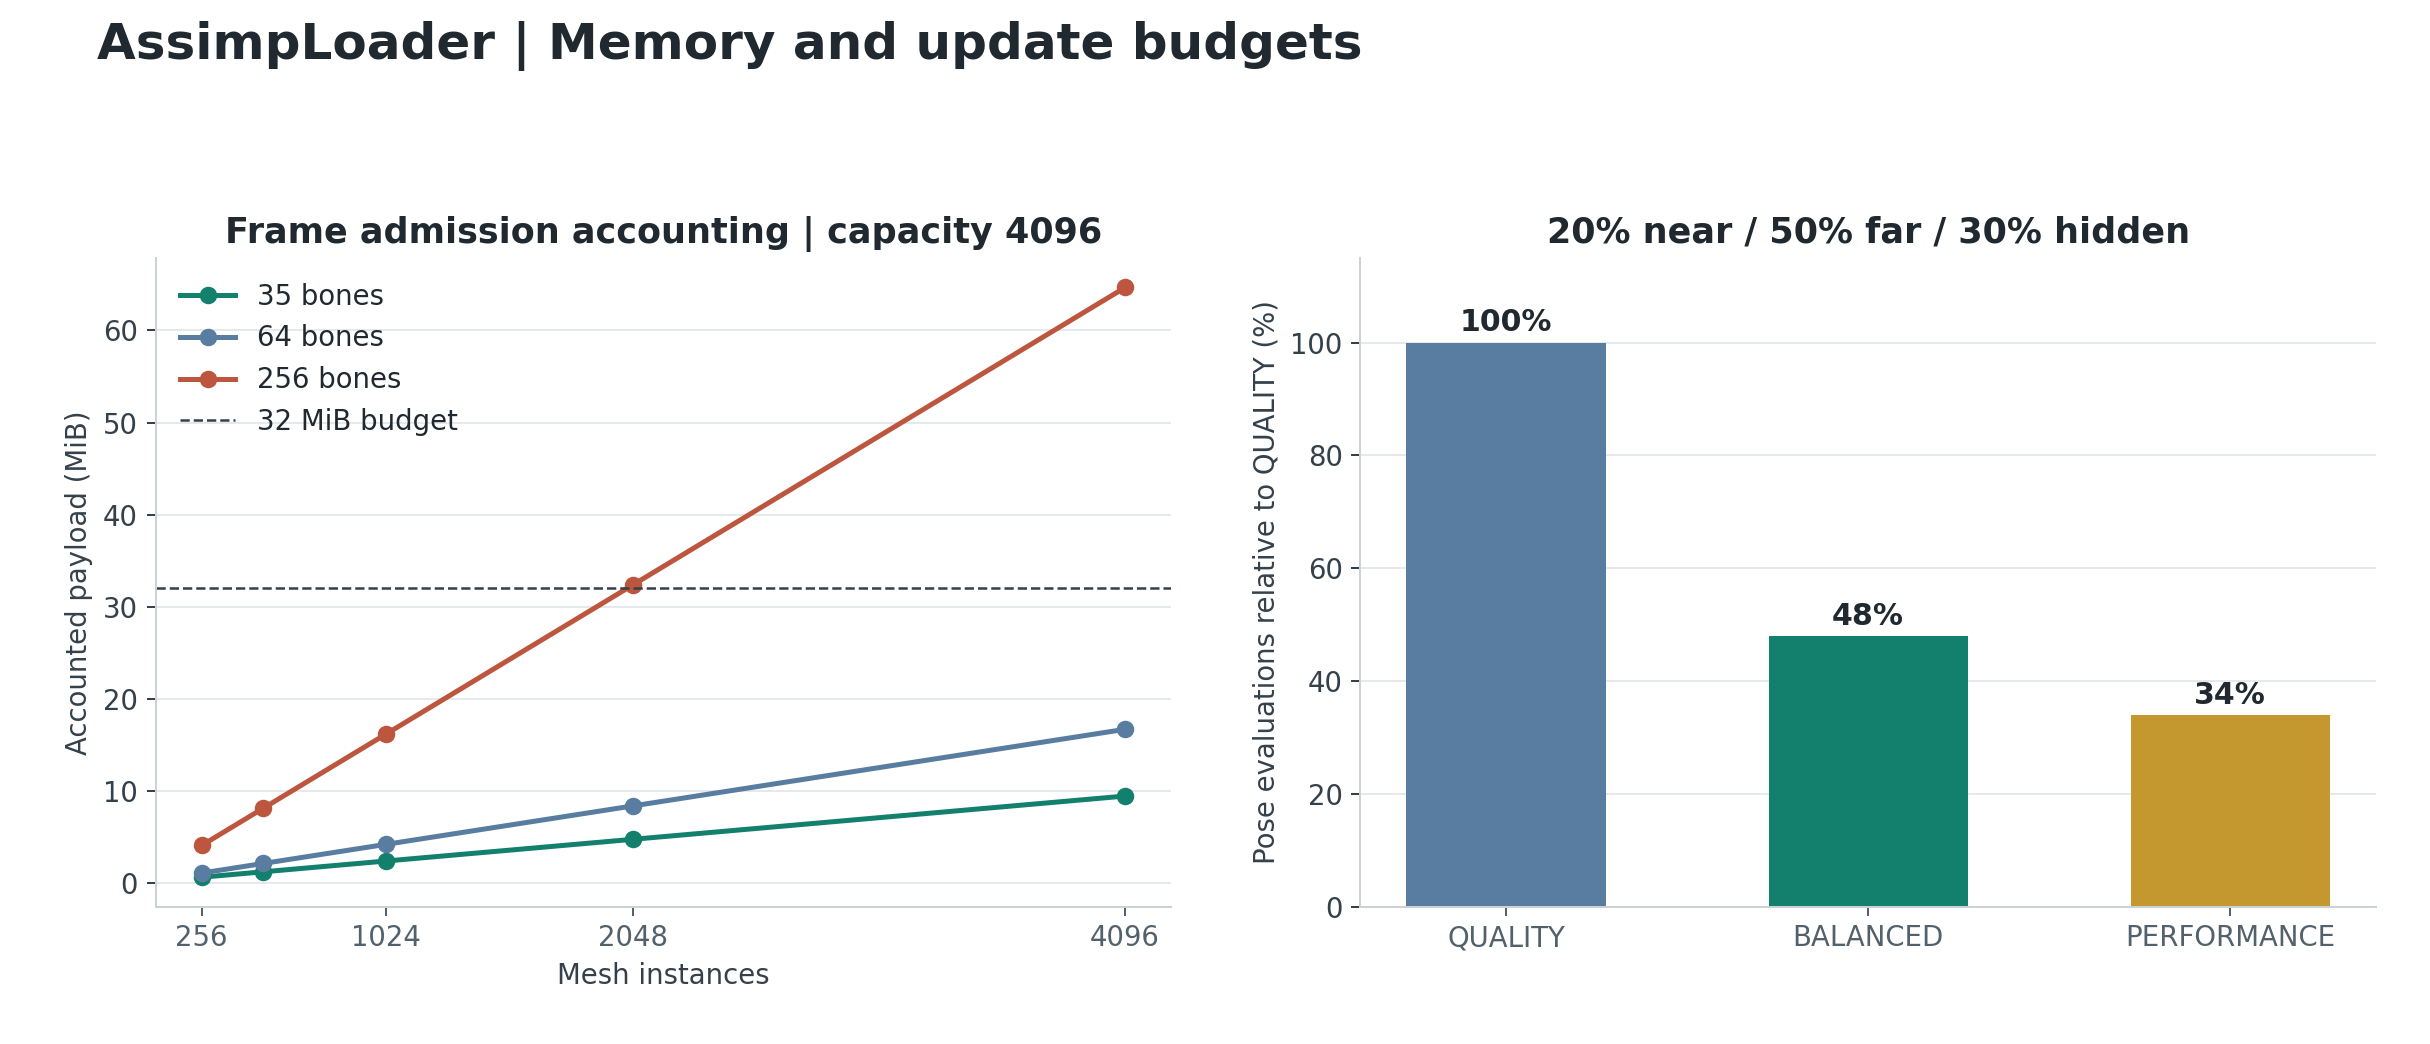 AssimpLoader | Memory and update budgets
Frame admission accounting | capacity 4096
35 bones
64 bones
256 bones
32 MiB budget
Accounted payload (MiB)
60
50
40
30
20
10
0
256
1024
2048
4096
Mesh instances
20% near / 50% far / 30% hidden
Pose evaluations relative to QUALITY (%)
100
80
60
40
20
0
100%
48%
34%
QUALITY
BALANCED
PERFORMANCE